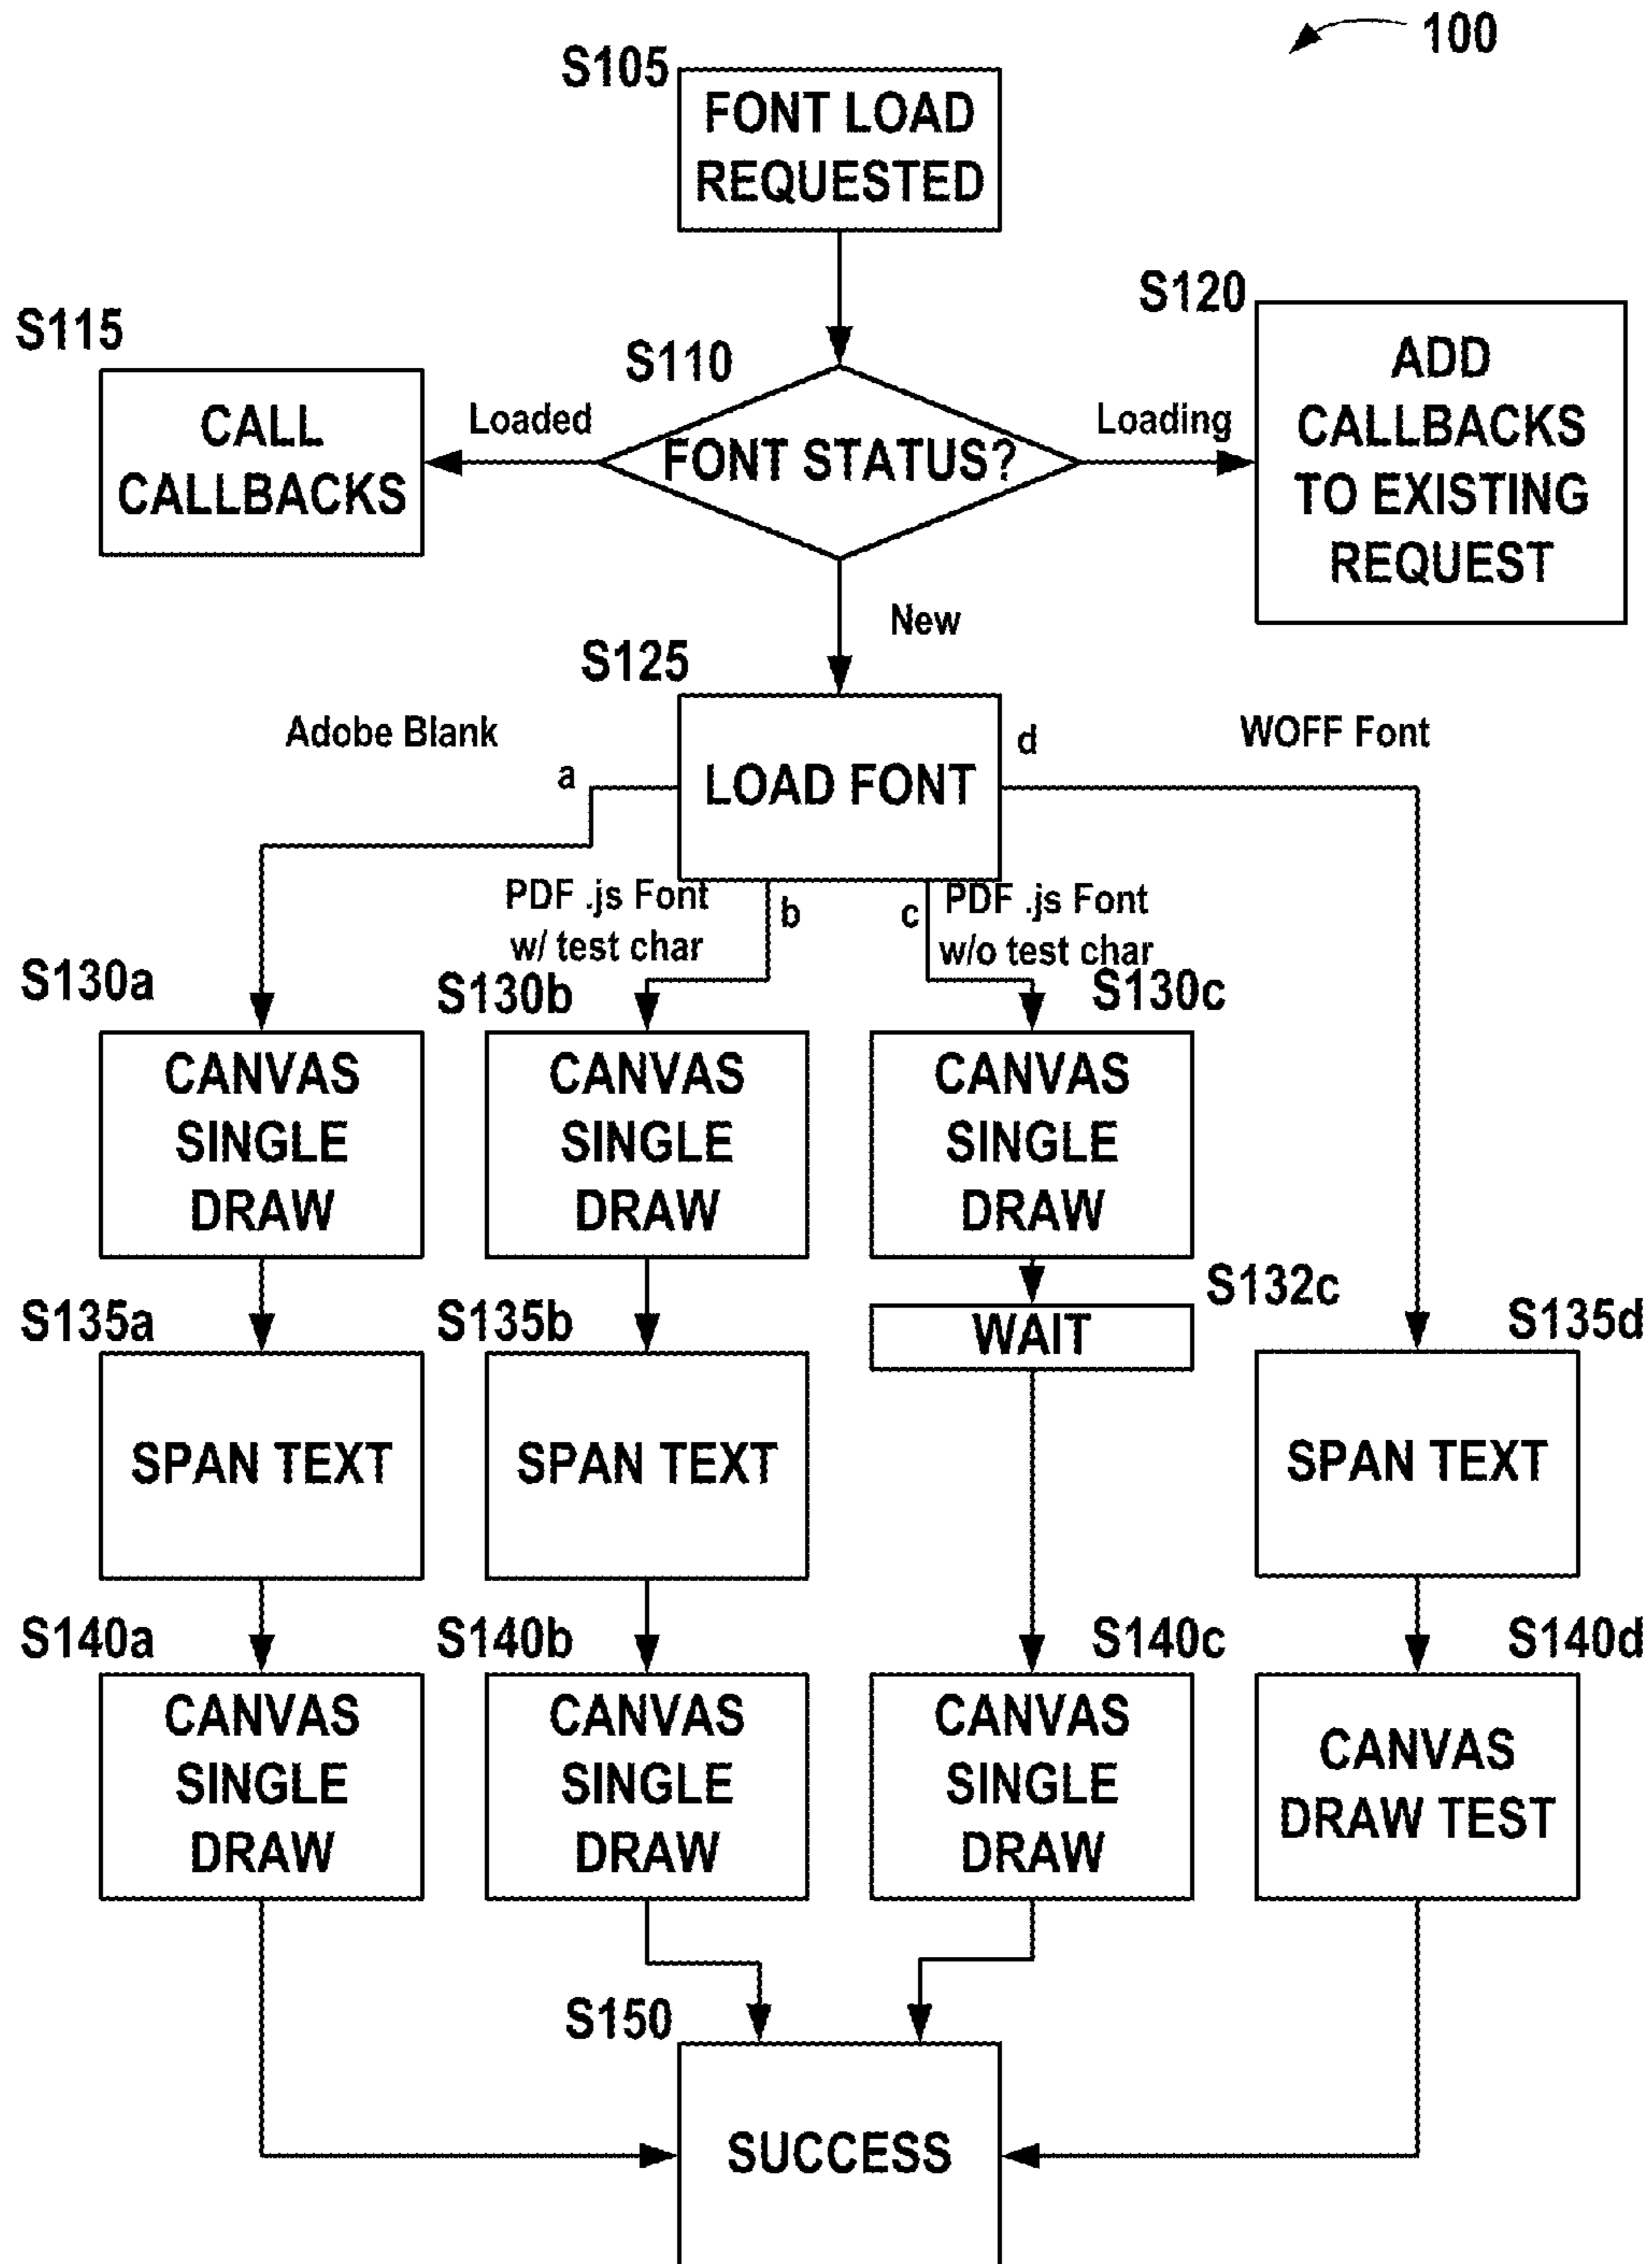 100
S105
FONT LOAD
REQUESTED
S120
S115
S110
ADD
CALLBACKS
TO EXISTING
REQUEST
CALL
CALLBACKS
Loaded
FONT STATUS?
Loading
New
S125
Adobe Blank
a
LOAD FONT
d
WOFF Font
PDF .js Font
w/ test char
b
c
PDF .js Font
w/o test char
S130a
S130b
S130c
CANVAS
SINGLE
DRAW
CANVAS
SINGLE
DRAW
CANVAS
SINGLE
DRAW
S132c
WAIT
S135a
S135b
S135d
SPAN TEXT
SPAN TEXT
SPAN TEXT
S140a
S140b
S140c
S140d
CANVAS
SINGLE
DRAW
CANVAS
SINGLE
DRAW
CANVAS
SINGLE
DRAW
CANVAS
DRAW TEST
S150
SUCCESS